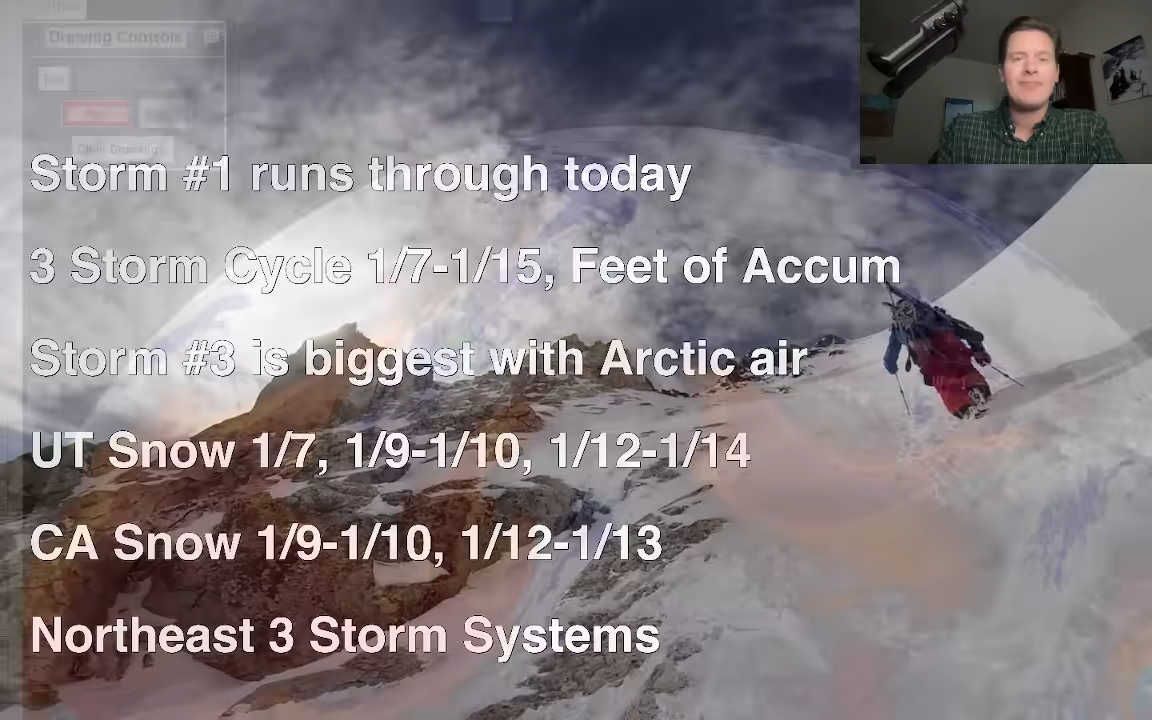 Drawing Controls
Storm #1 runs through today
3 Storm Cycle 1/7-1/15, Feet of Accum
Storm #3 is biggest with Arctic air
UT Snow 1/7, 1/9-1/10, 1/12-1/14
CA Snow 1/9-1/10, 1/12-1/13
Northeast 3 Storm Systems